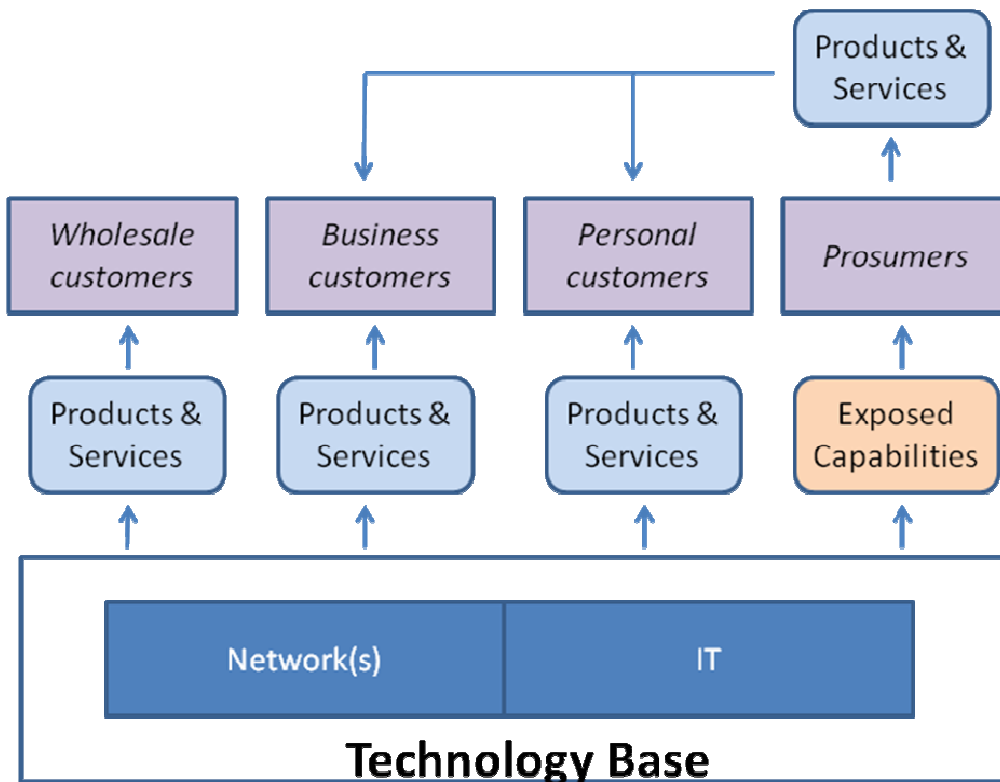 Products &
Services
Wholesale
customers
Business
customers
Personal
customers
Prosumers
Products &
Services
Products &
Services
Products &
Services
Exposed
Capabilities
Network(s)
IT
Technology Base